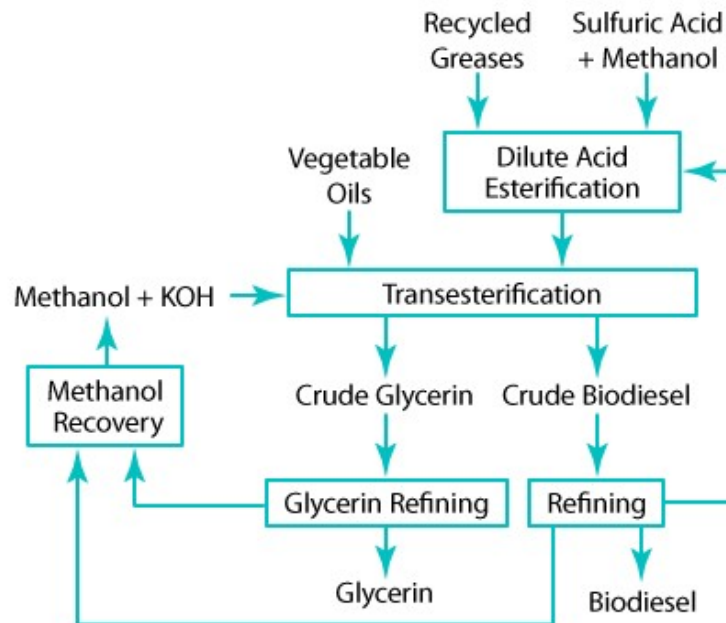 Recycled
Greases
Sulfuric Acid
+ Methanol
Dilute Acid
Esterification
Vegetable
Oils
Methanol + KOH
Transesterification
Methanol
Recovery
Crude Glycerin
Crude Biodiesel
Glycerin Refining
Refining
Glycerin
Biodiesel